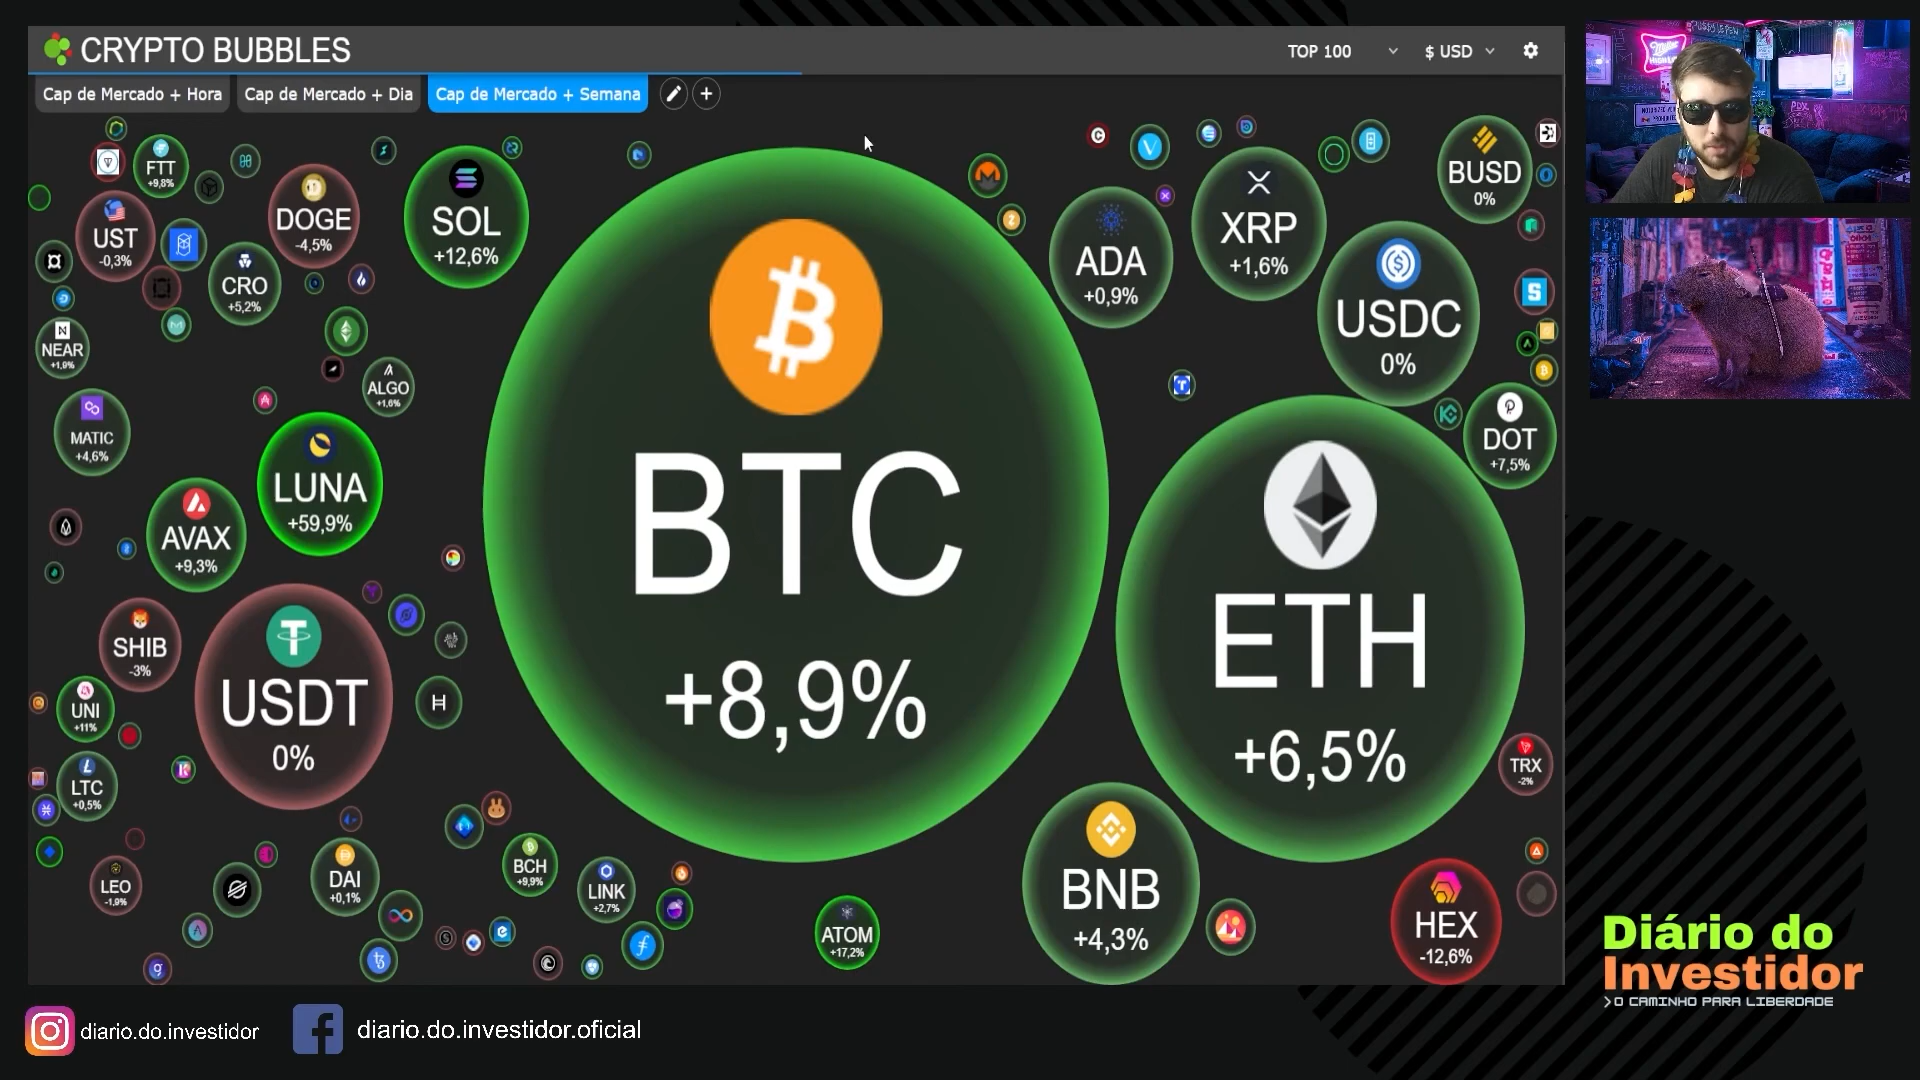 CRYPTO BUBBLES
TOP 100
$ USD
Cap de Mercado + Hora
Cap de Mercado + Dia
Cap de Mercado + Semana
FTT
+9,8%
UST
-0,3%
DOGE
-4,5%
SOL
+12,6%
CRO
+5,2%
NEAR
+1,9%
ALGO
+1,6%
MATIC
+4,6%
LUNA
+59,9%
AVAX
+9,3%
SHIB
-3%
USDT
0%
UNI
+11%
LTC
+0,5%
LEO
-1,9%
DAI
+0,1%
BCH
+9,9%
LINK
+2,7%
ATOM
+17,2%
BTC
+8,9%
ADA
+0,9%
XRP
+1,6%
BUSD
0%
USDC
0%
DOT
+7,5%
ETH
+6,5%
TRX
-2%
BNB
+4,3%
HEX
-12,6%
Diário do
Investidor
>O CAMINHO PARA LIBERDADE
diario.do.investidor
diario.do.investidor.oficial